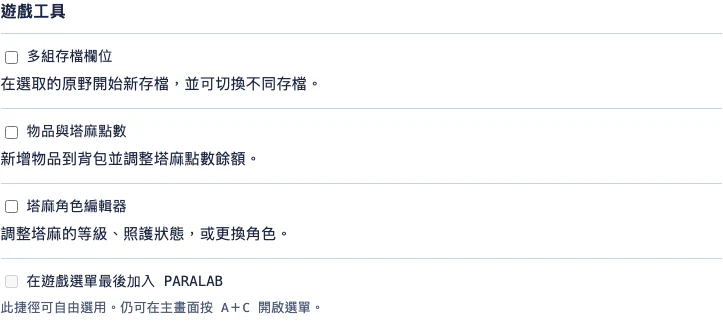 遊戲工具
多組存檔欄位
在選取的原野開始新存檔，並可切換不同存檔。
物品與塔麻點數
新增物品到背包並調整塔麻點數餘額。
塔麻角色編輯器
調整塔麻的等級、照護狀態，或更換角色。
在遊戲選單最後加入 PARALAB
此捷徑可自由選用。仍可在主畫面按 A＋C 開啟選單。